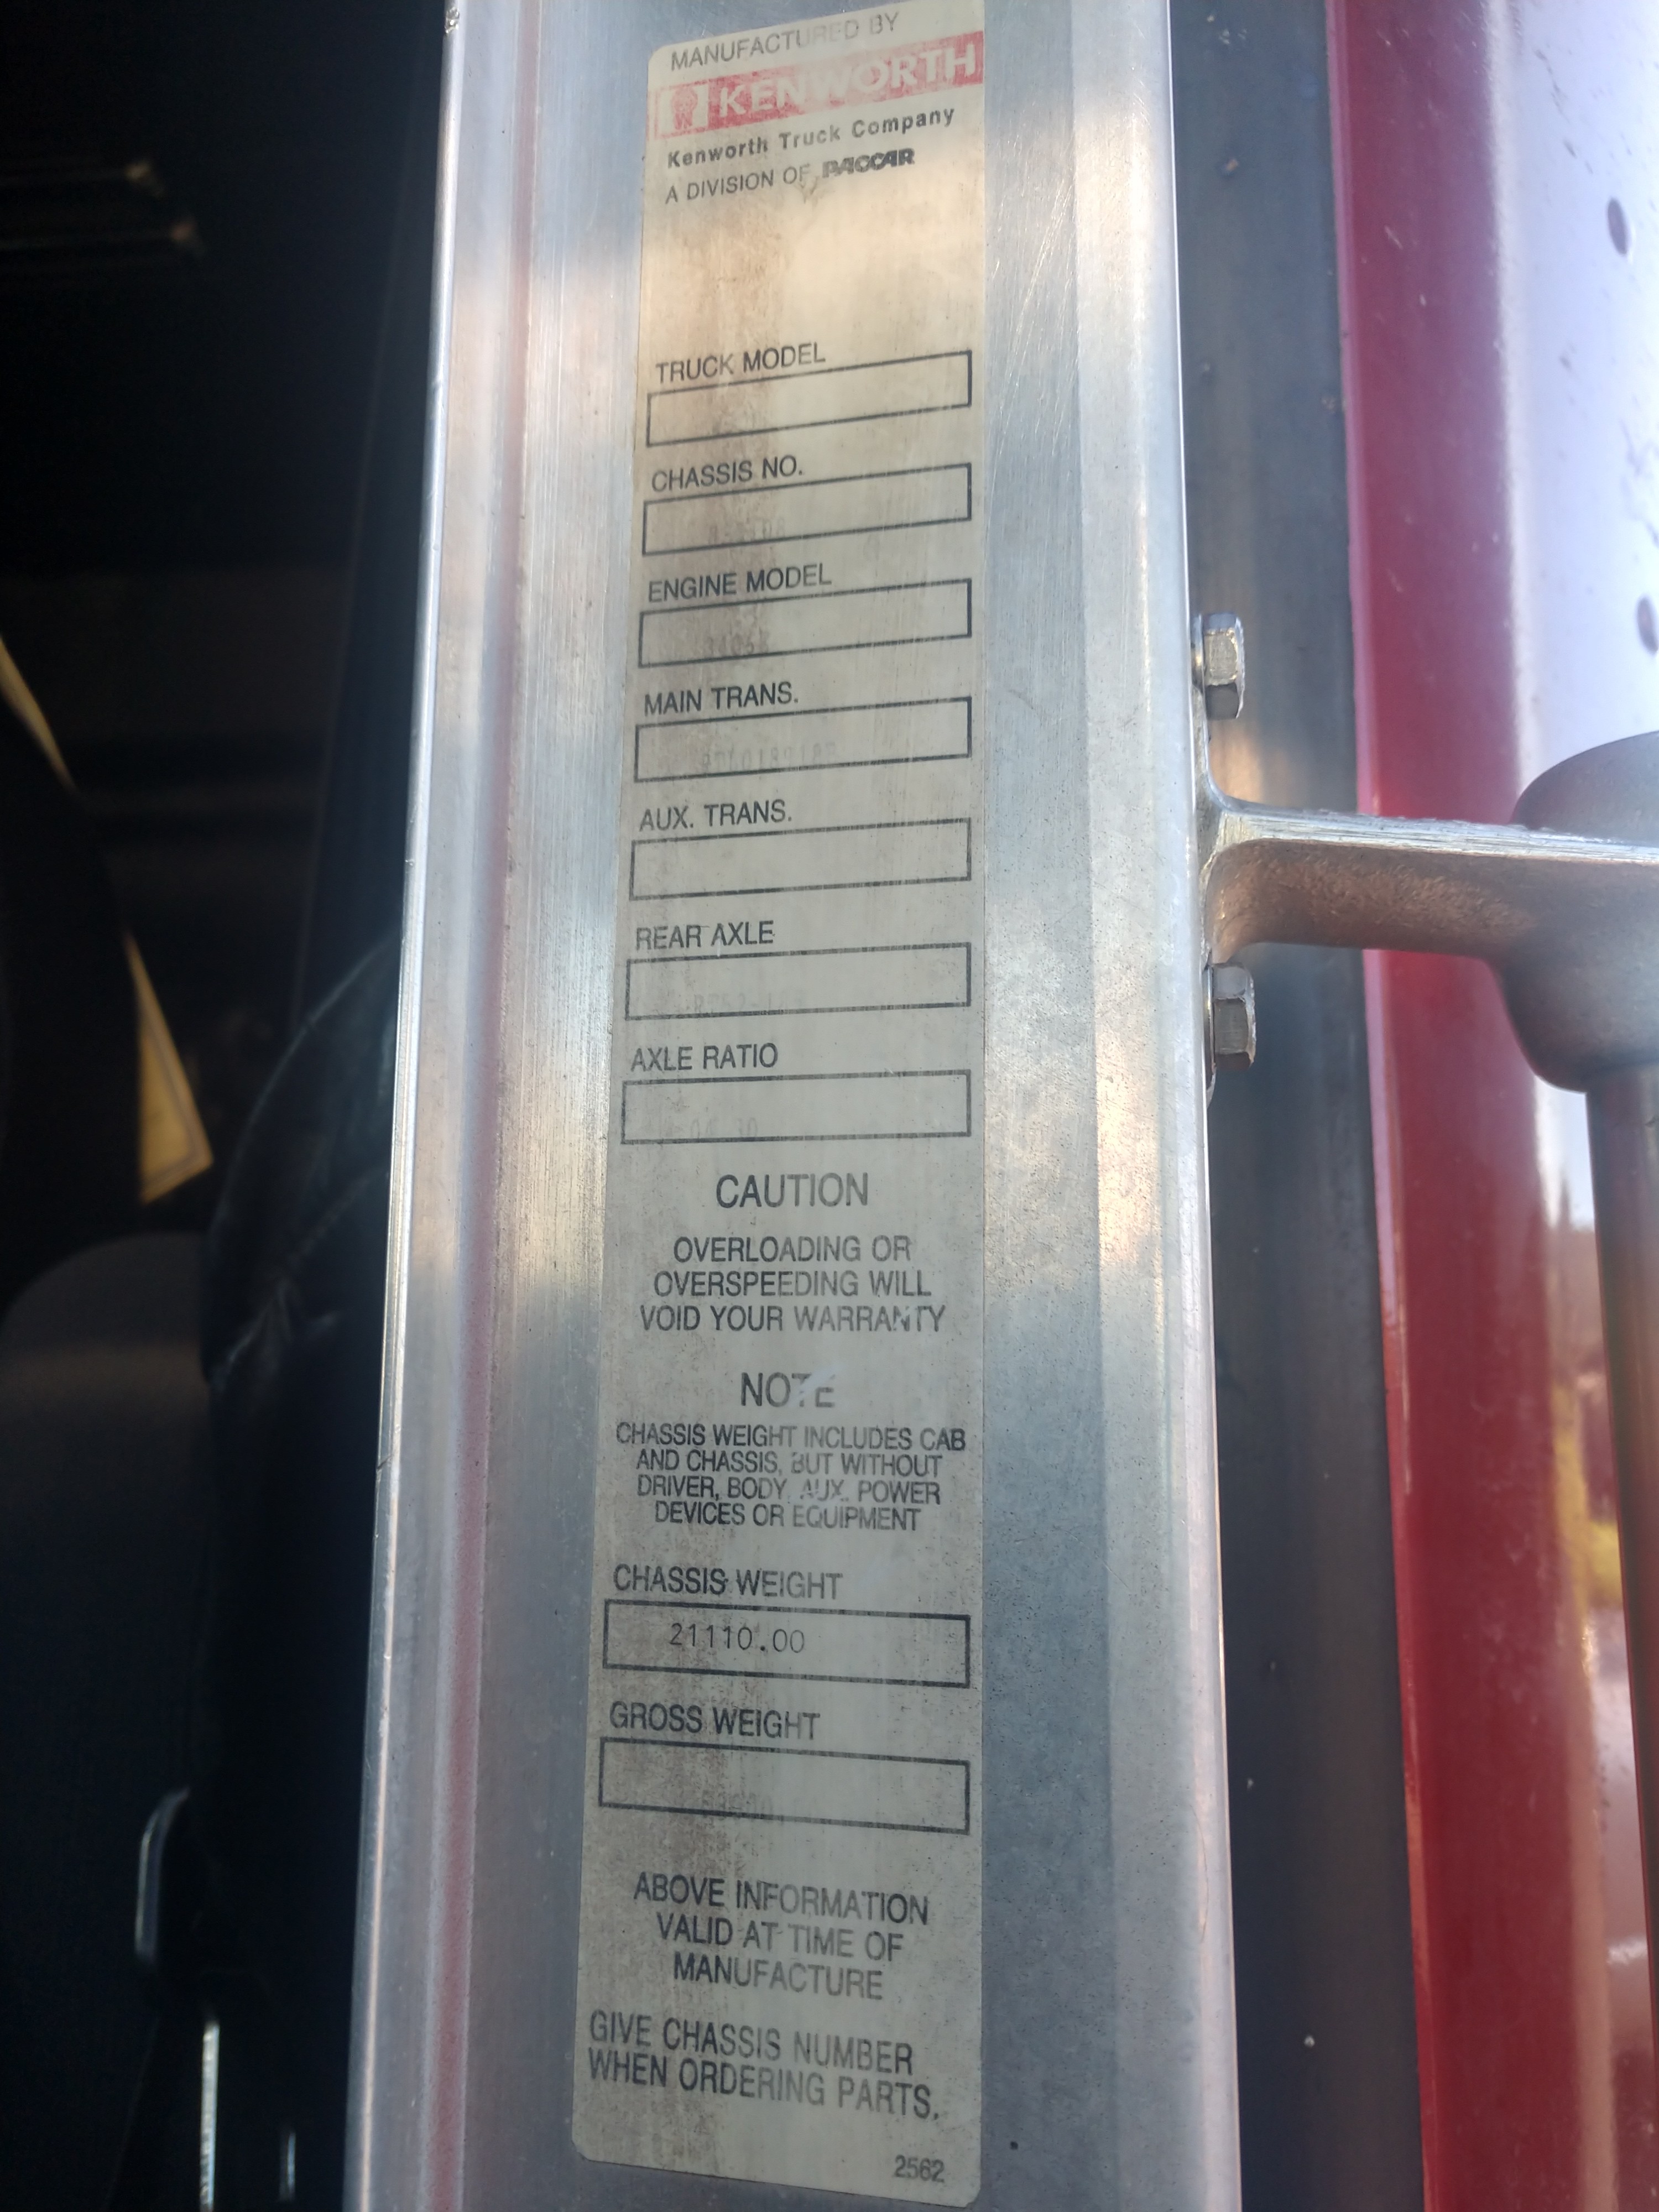 MANUFACTURED BY
KENWORTH
Kenworth Truck Company
A DIVISION OF PACCAR
TRUCK MODEL
CHASSIS NO.
ENGINE MODEL
MAIN TRANS.
AUX. TRANS.
REAR AXLE
AXLE RATIO
CAUTION
OVERLOADING OR
OVERSPEEDING WILL
VOID YOUR WARRANTY
NOTE
CHASSIS WEIGHT INCLUDES CAB
AND CHASSIS, BUT WITHOUT
DRIVER, BODY, AUX. POWER
DEVICES OR EQUIPMENT
CHASSIS WEIGHT
21110.00
GROSS WEIGHT
ABOVE INFORMATION
VALID AT TIME OF
MANUFACTURE
GIVE CHASSIS NUMBER
WHEN ORDERING PARTS.
2562